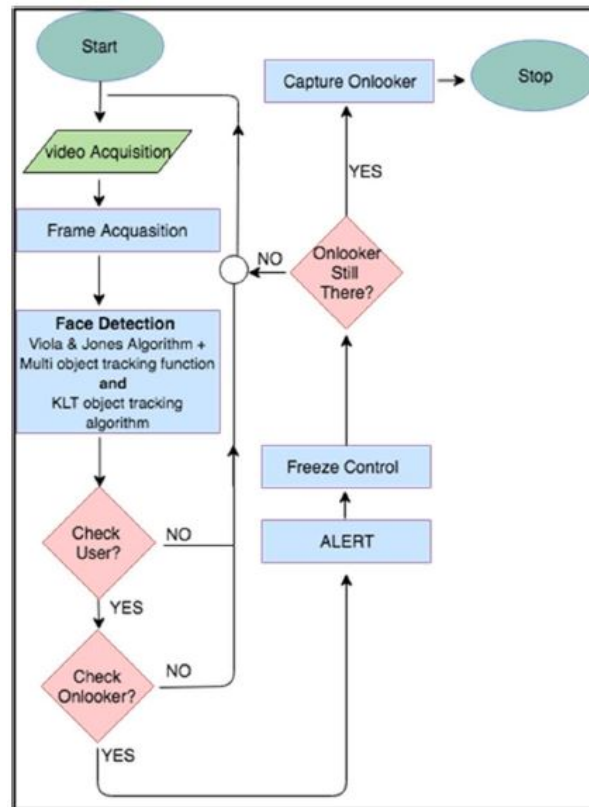 Start
video Acquisition
Frame Acquasition
Face Detection
Viola & Jones Algorithm +
Multi object tracking function
and
KLT object tracking
algorithm
Check
User?
NO
YES
Check
Onlooker?
NO
YES
ALERT
Freeze Control
Onlooker
Still
There?
NO
YES
Capture Onlooker
Stop